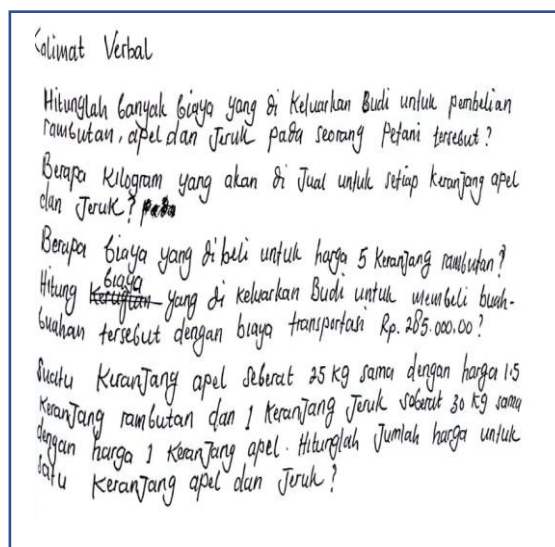 Kalimat Verbal
Hitunglah banyak biaya yang di Keluarkan Budi untuk pembelian
rambutan, apel dan Jeruk pada seorang Petani tersebut?
Berapa Kilogram yang akan di Jual untuk setiap keranjang apel
dan Jeruk? pada
Berapa biaya yang di beli untuk harga 5 Keranjang rambutan?
Hitung Kerugian biaya yang di keluarkan Budi untuk membeli buah-
buahan tersebut dengan biaya transportasi Rp. 285.000.00?
Suatu KeranJang apel seberat 25 kg sama dengan harga 1.5
KeranJang rambutan dan 1 KeranJang Jeruk seberat 30 kg sama
dengan harga 1 KeranJang apel. Hitunglah Jumlah harga untuk
satu KeranJang apel dan Jeruk?